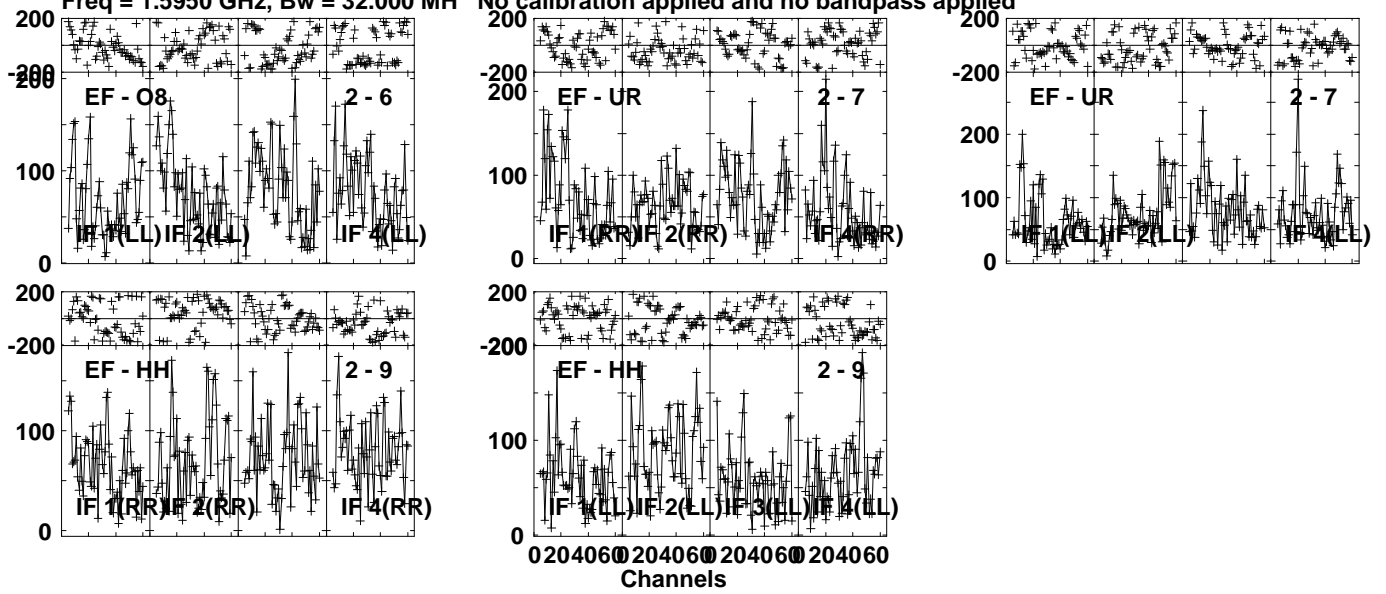 Freq = 1.5950 GHz, Bw = 32.000 MH No calibration applied and no bandpass applied
200
-200
200
EF - O8
2 - 6
100
0
IF 1(LL)
IF 2(LL)
IF 4(LL)
200
-200
200
EF - UR
2 - 7
100
0
IF 1(RR)
IF 2(RR)
IF 4(RR)
200
-200
EF - UR
2 - 7
200
100
0
IF 1(LL)
IF 2(LL)
IF 4(LL)
200
-200
EF - HH
2 - 9
100
0
IF 1(RR)
IF 2(RR)
IF 4(RR)
200
-200
200
EF - HH
2 - 9
100
0
IF 1(LL)
IF 2(LL)
IF 3(LL)
IF 4(LL)
0 20 40 60 0 20 40 60 0 20 40 60 0 20 40 60
Channels